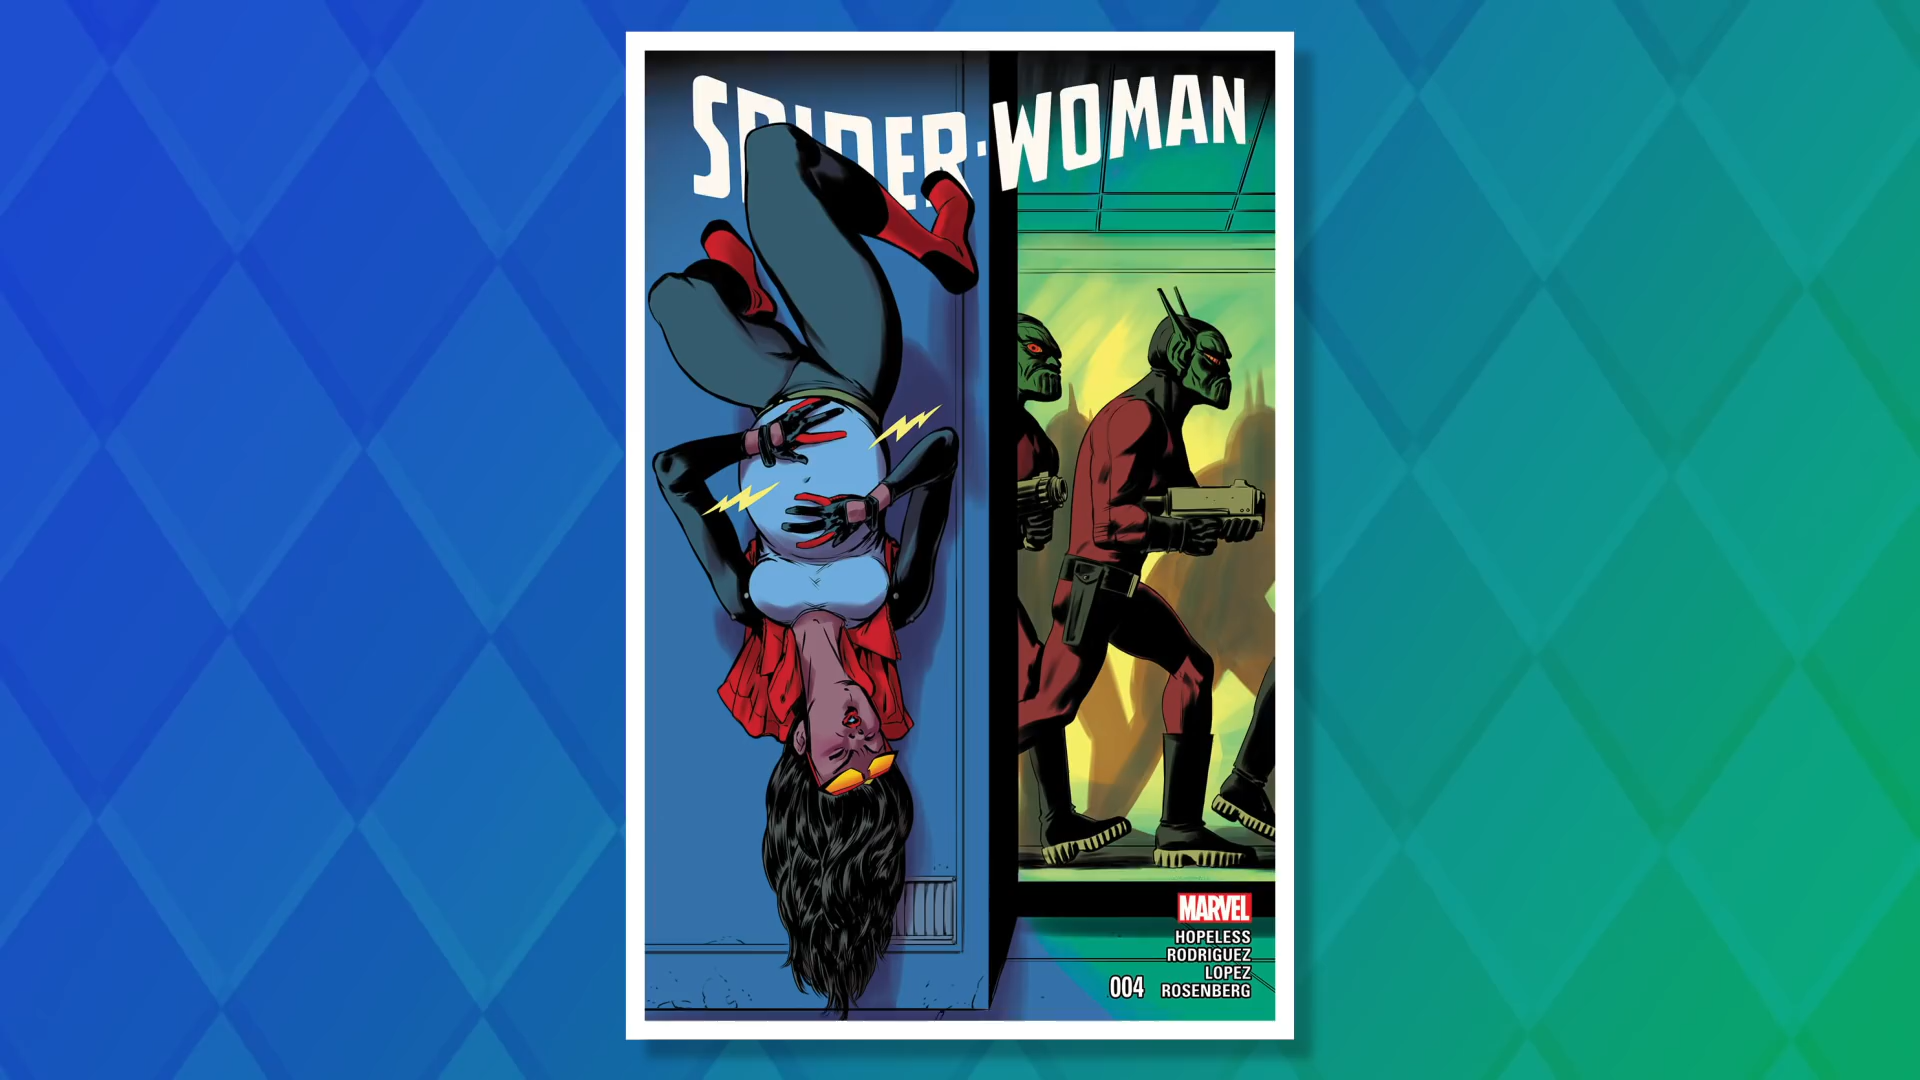 SPIDER-WOMAN
MARVEL
HOPELESS
RODRIGUEZ
LOPEZ
004 ROSENBERG